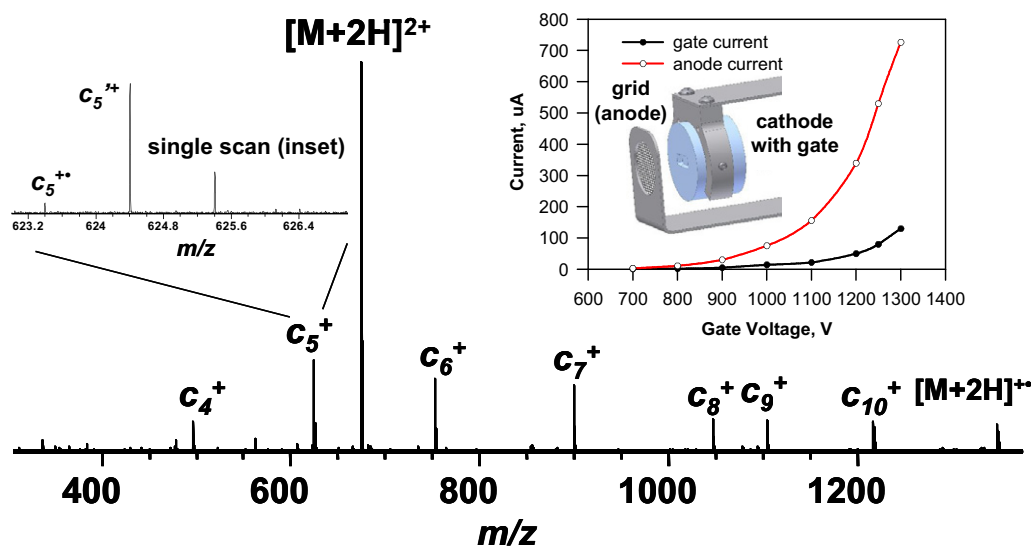 [M+2H]2+
c5'+
single scan (inset)
c5+•
623.2 624 624.8 625.6 626.4
m/z
800
700
600
500
400
300
200
100
0
Current, uA
gate current
anode current
grid
(anode)
cathode
with gate
600 700 800 900 1000 1100 1200 1300 1400
Gate Voltage, V
c4+
c5+
c6+
c7+
c8+
c9+
c10+
[M+2H]+•
400 600 800 1000 1200
m/z